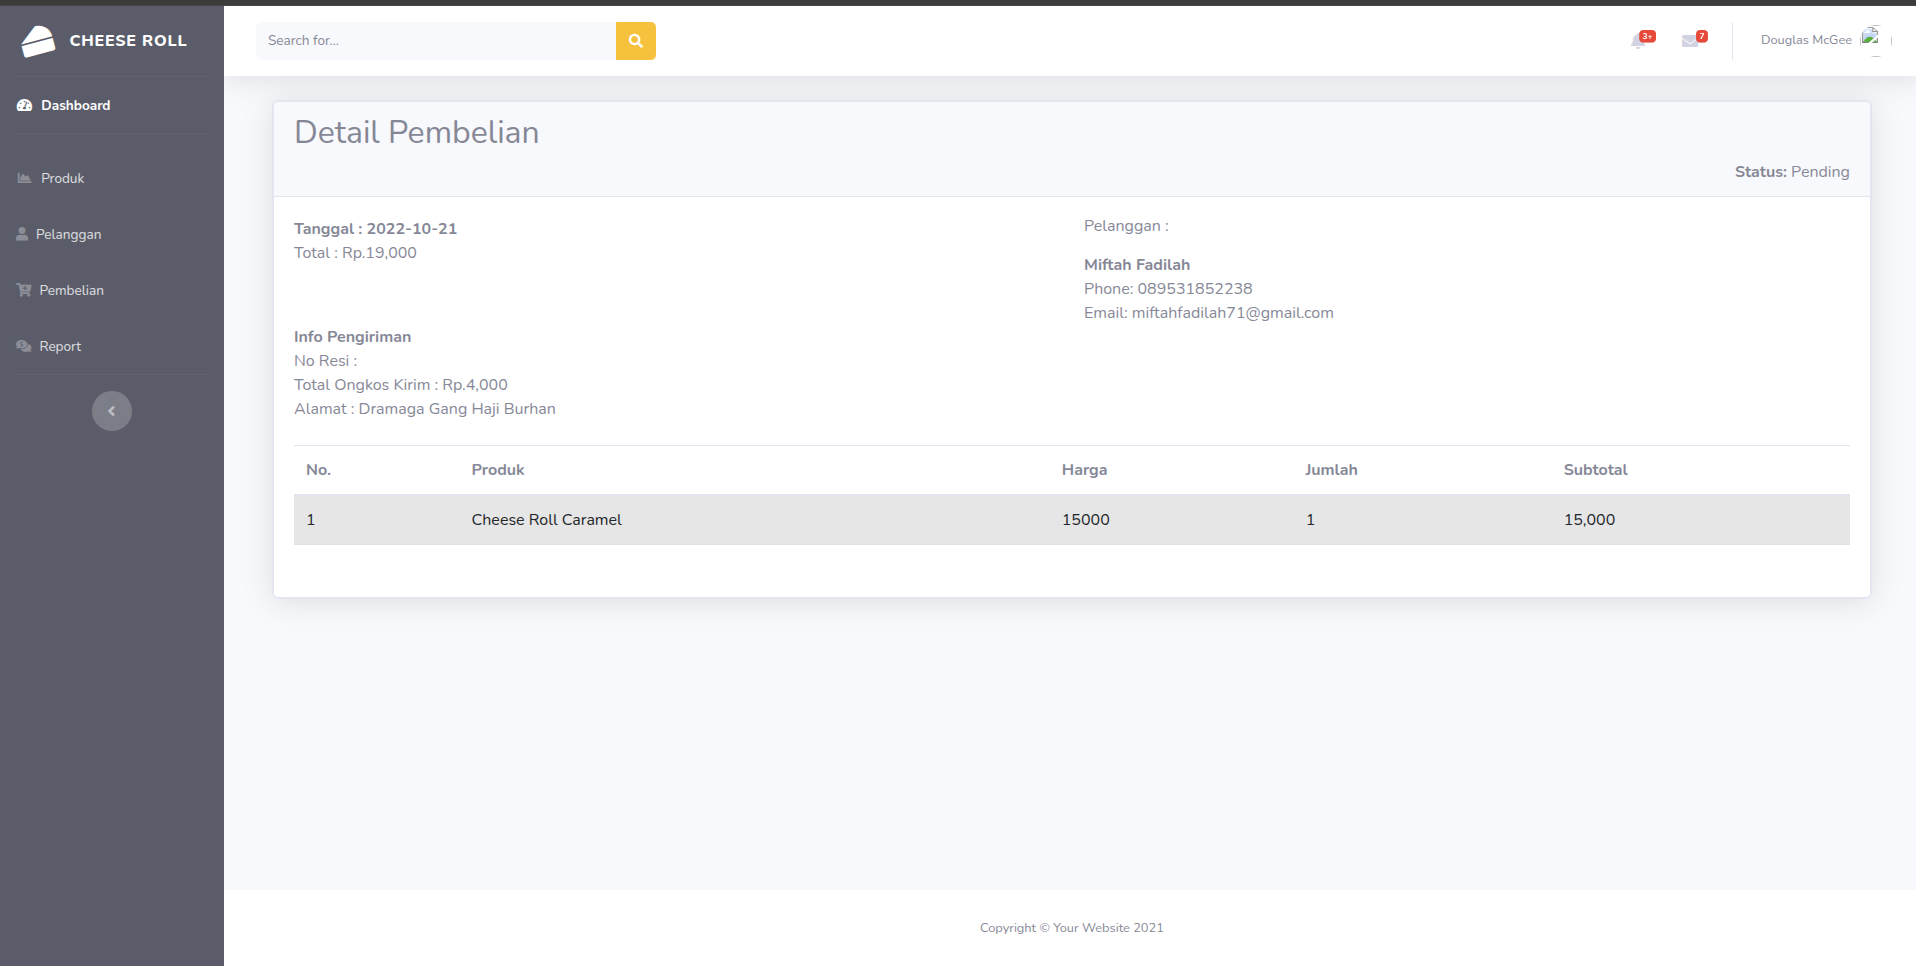 CHEESE ROLL
Dashboard
Produk
Pelanggan
Pembelian
Report
Search for...
3+
7
Douglas McGee
Detail Pembelian
Status: Pending
Tanggal : 2022-10-21
Total : Rp.19,000
Pelanggan :
Miftah Fadilah
Phone: 089531852238
Email: miftahfadilah71@gmail.com
Info Pengiriman
No Resi :
Total Ongkos Kirim : Rp.4,000
Alamat : Dramaga Gang Haji Burhan
No. Produk Harga Jumlah Subtotal
1 Cheese Roll Caramel 15000 1 15,000
Copyright © Your Website 2021